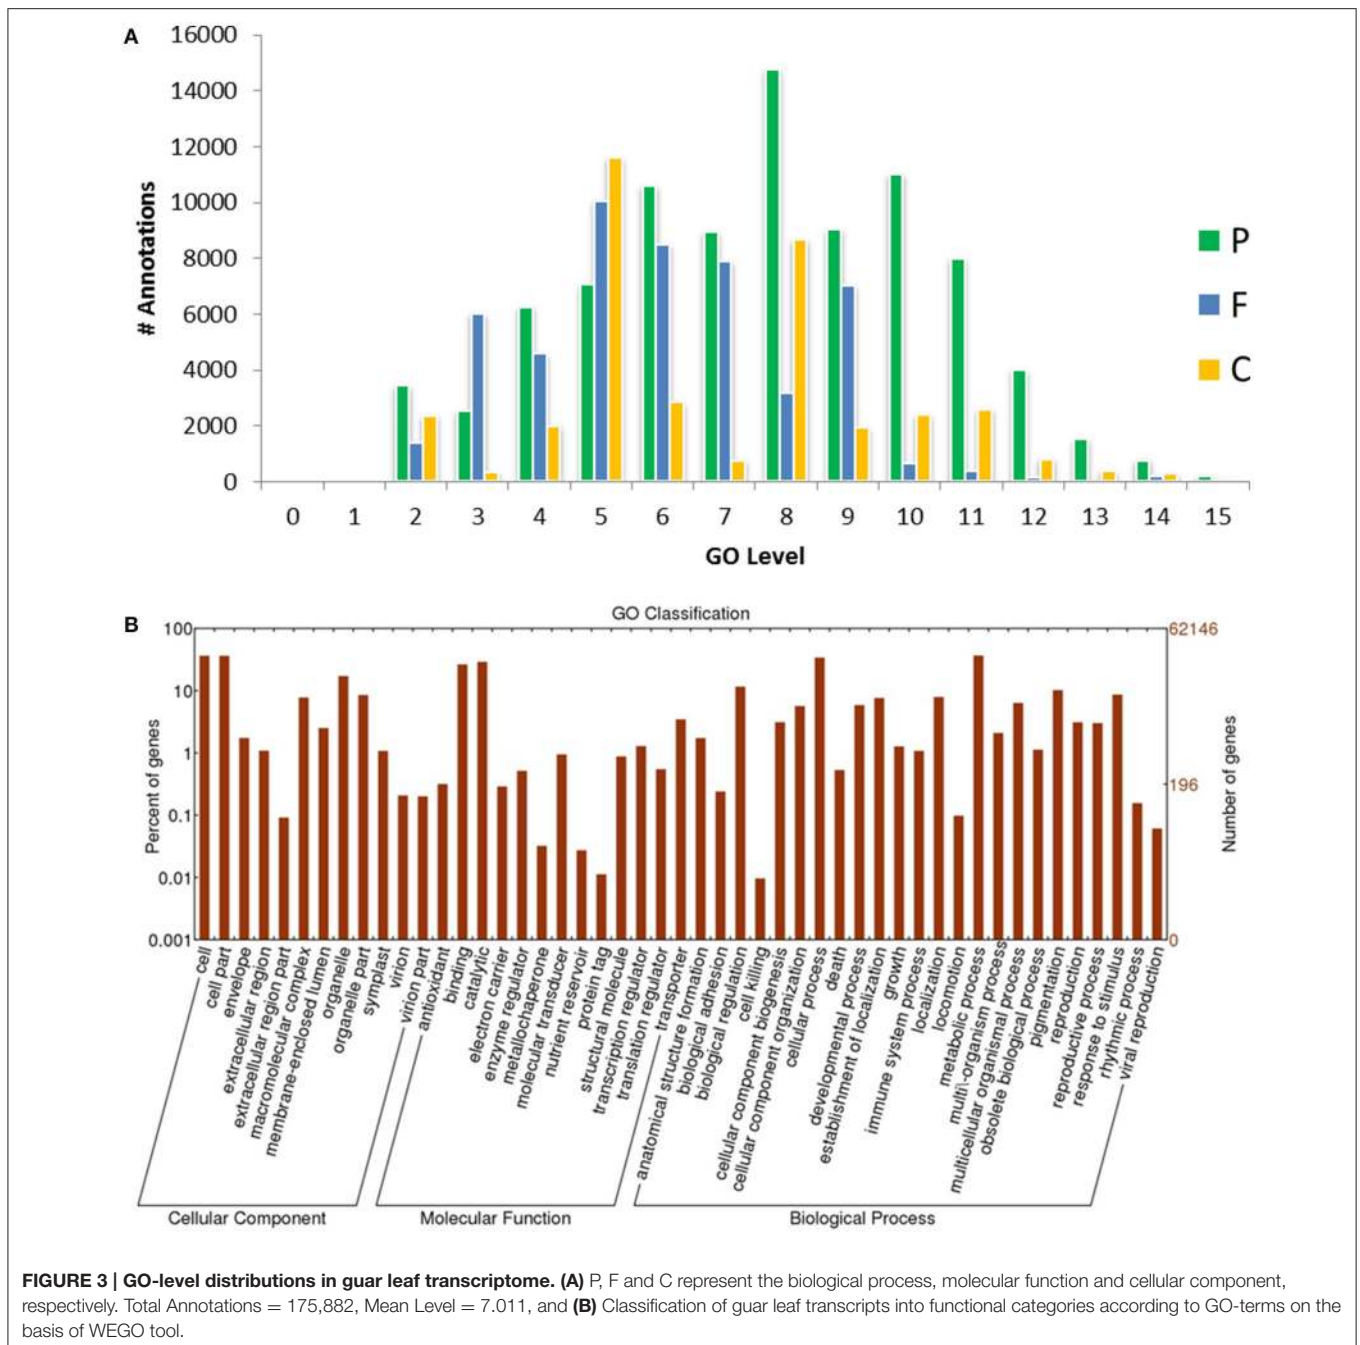 A
16000
14000
12000
10000
8000
6000
4000
2000
0
# Annotations
0 1 2 3 4 5 6 7 8 9 10 11 12 13 14 15
GO Level
P
F
C
B
GO Classification
100
10
1
0.1
0.01
0.001
Percent of genes
62146
196
0
Number of genes
cell
cell part
envelope
extracellular region
extracellular region part
macromolecular complex
membrane-enclosed lumen
organelle
organelle part
symplast
virion
virion part
antioxidant
binding
catalytic
electron carrier
enzyme regulator
metallochaperone
molecular transducer
nutrient reservoir
protein tag
structural molecule
transcription regulator
translation regulator
transporter
anatomical structure formation
biological adhesion
biological regulation
cell killing
cellular component biogenesis
cellular component organization
cellular process
death
developmental process
establishment of localization
growth
immune system process
localization
locomotion
metabolic process
multi\-organism process
multicellular organismal process
obsolete biological process
pigmentation
reproduction
reproductive process
response to stimulus
rhythmic process
viral reproduction
Cellular Component
Molecular Function
Biological Process
FIGURE 3 | GO-level distributions in guar leaf transcriptome. (A) P, F and C represent the biological process, molecular function and cellular component,
respectively. Total Annotations = 175,882, Mean Level = 7.011, and (B) Classification of guar leaf transcripts into functional categories according to GO-terms on the
basis of WEGO tool.